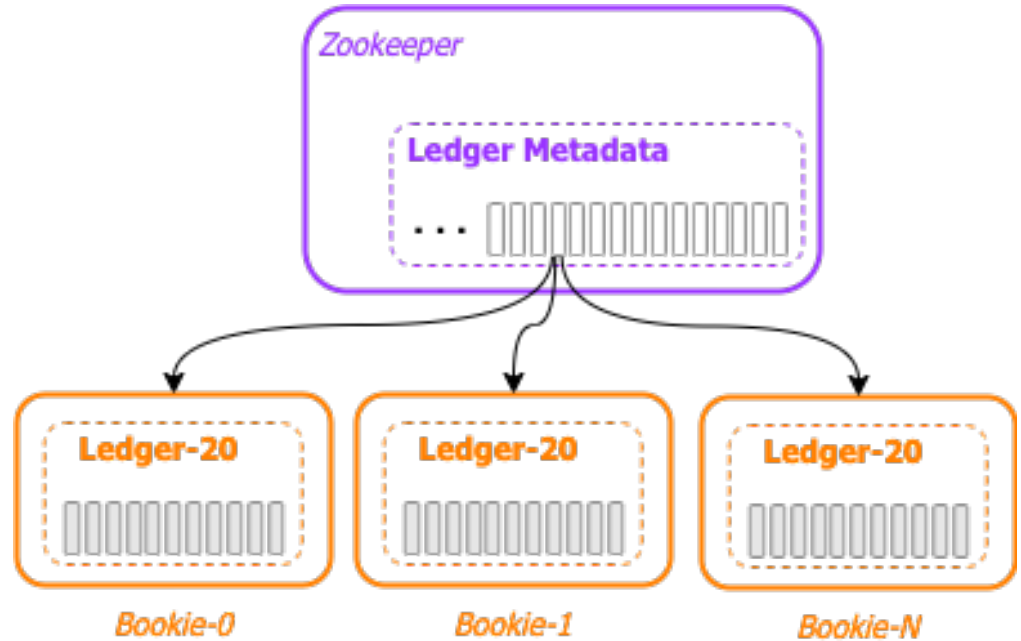 Zookeeper
Ledger Metadata
...
Ledger-20
Ledger-20
Ledger-20
Bookie-0
Bookie-1
Bookie-N